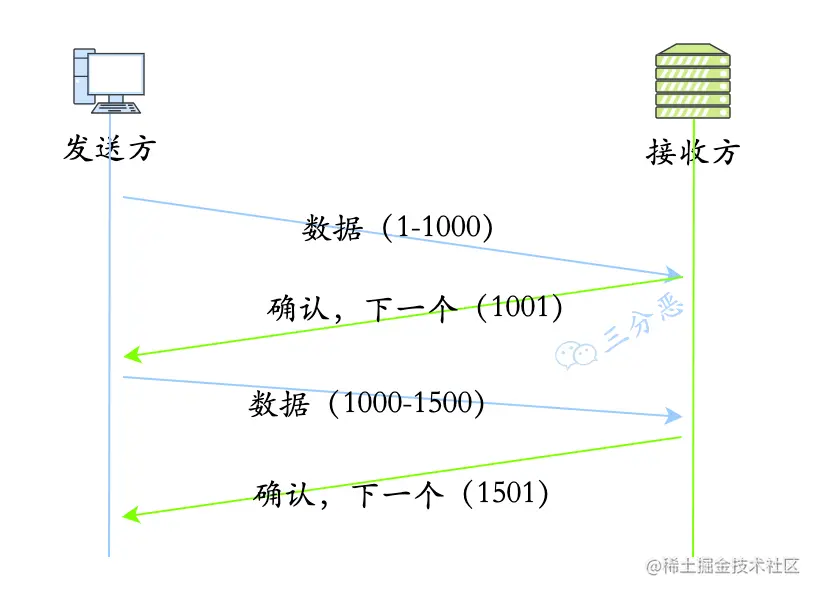 发送方
接收方
数据（1-1000）
确认，下一个（1001）
三分恶
数据（1000-1500）
确认，下一个（1501）
@稀土掘金技术社区